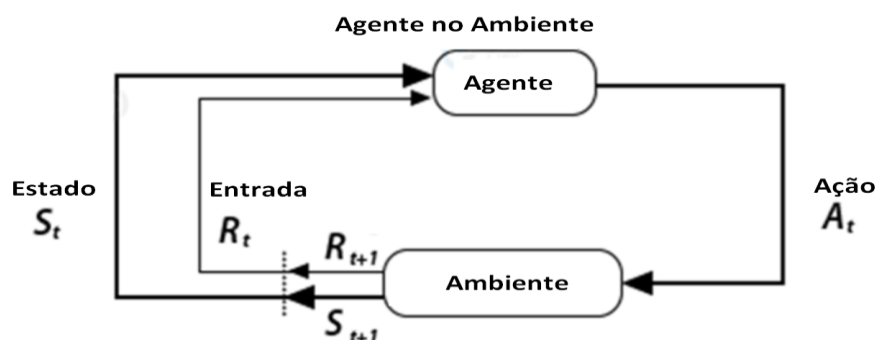 Agente no Ambiente
Agente
Estado
S t
Entrada
R t
Ação
A t
R t+1
Ambiente
S t+1